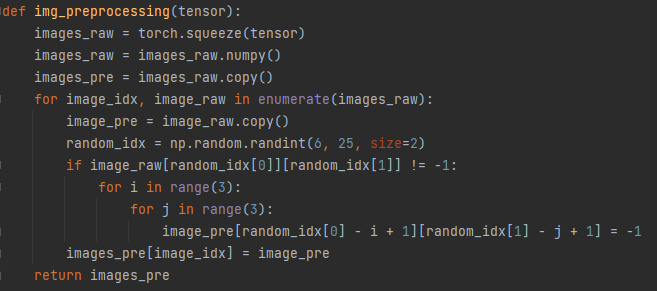 def img_preprocessing(tensor):
    images_raw = torch.squeeze(tensor)
    images_raw = images_raw.numpy()
    images_pre = images_raw.copy()
    for image_idx, image_raw in enumerate(images_raw):
        image_pre = image_raw.copy()
        random_idx = np.random.randint(6, 25, size=2)
        if image_raw[random_idx[0]][random_idx[1]] != -1:
            for i in range(3):
                for j in range(3):
                    image_pre[random_idx[0] - i + 1][random_idx[1] - j + 1] = -1
        images_pre[image_idx] = image_pre
    return images_pre